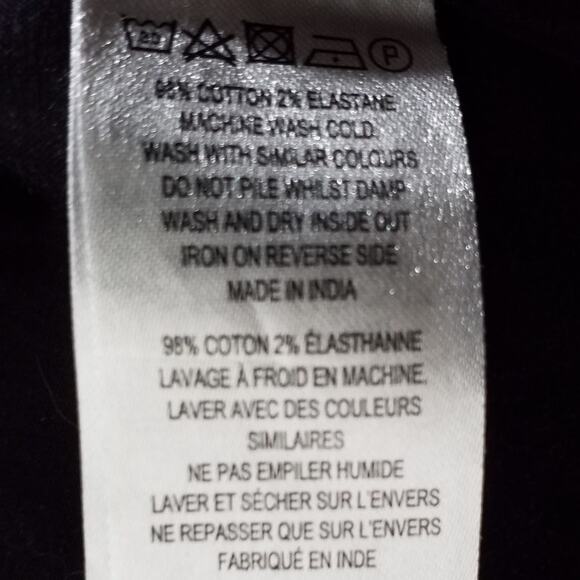 20 P
98% COTTON 2% ELASTANE
MACHINE WASH COLD.
WASH WITH SIMILAR COLOURS
DO NOT PILE WHILST DAMP
WASH AND DRY INSIDE OUT
IRON ON REVERSE SIDE
MADE IN INDIA
98% COTON 2% ÉLASTHANNE
LAVAGE À FROID EN MACHINE.
LAVER AVEC DES COULEURS
SIMILAIRES
NE PAS EMPILER HUMIDE
LAVER ET SÉCHER SUR L'ENVERS
NE REPASSER QUE SUR L'ENVERS
FABRIQUÉ EN INDE